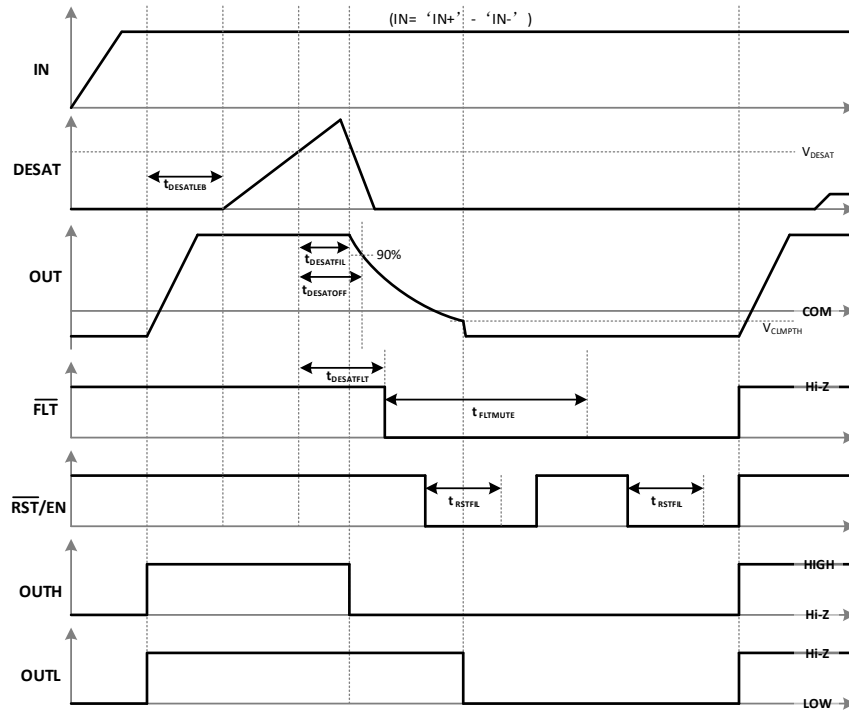 (IN= ‘IN+’ - ‘IN-’ )
IN
DESAT
VDESAT
tDESATLEB
OUT
90%
tDESATFIL
tDESATOFF
COM
VCLMPTH
FLT
tDESATFLT
Hi-Z
tFLTMUTE
RST/EN
tRSTFIL
tRSTFIL
OUTH
HIGH
Hi-Z
OUTL
Hi-Z
LOW